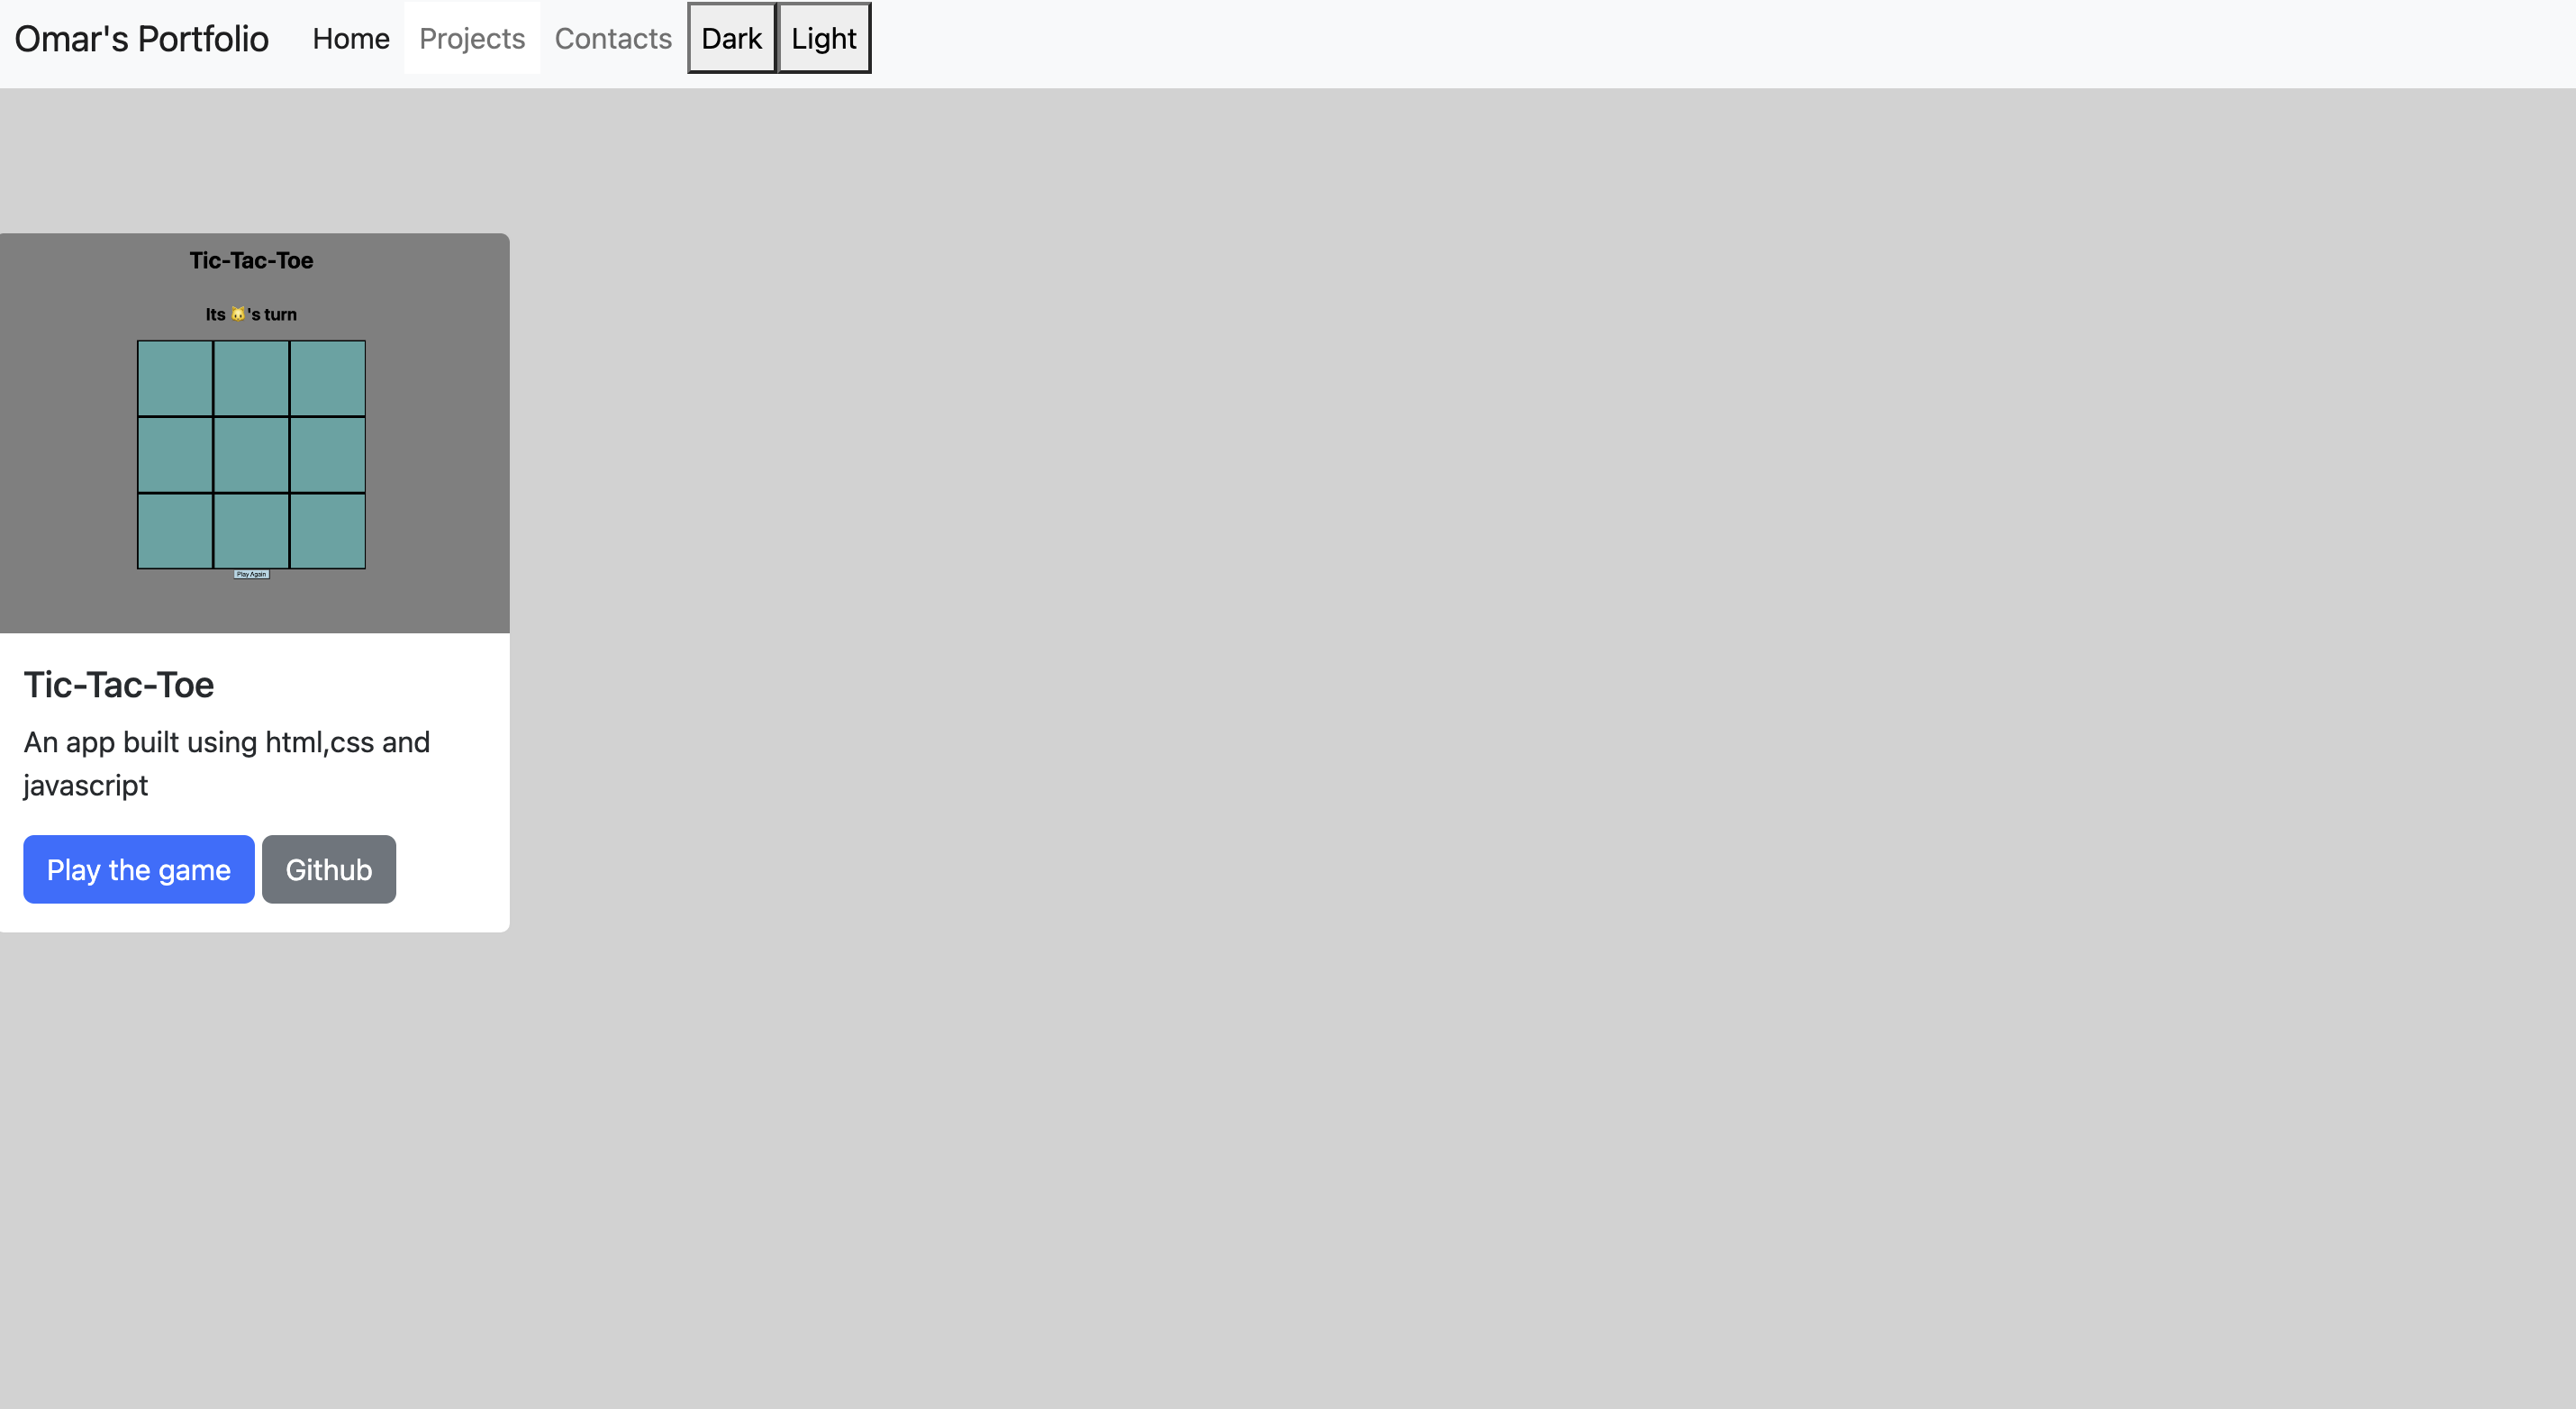 Omar's Portfolio Home Projects Contacts Dark Light
Tic-Tac-Toe
Its 🐱's turn
Play Again
Tic-Tac-Toe
An app built using html,css and
javascript
Play the game Github